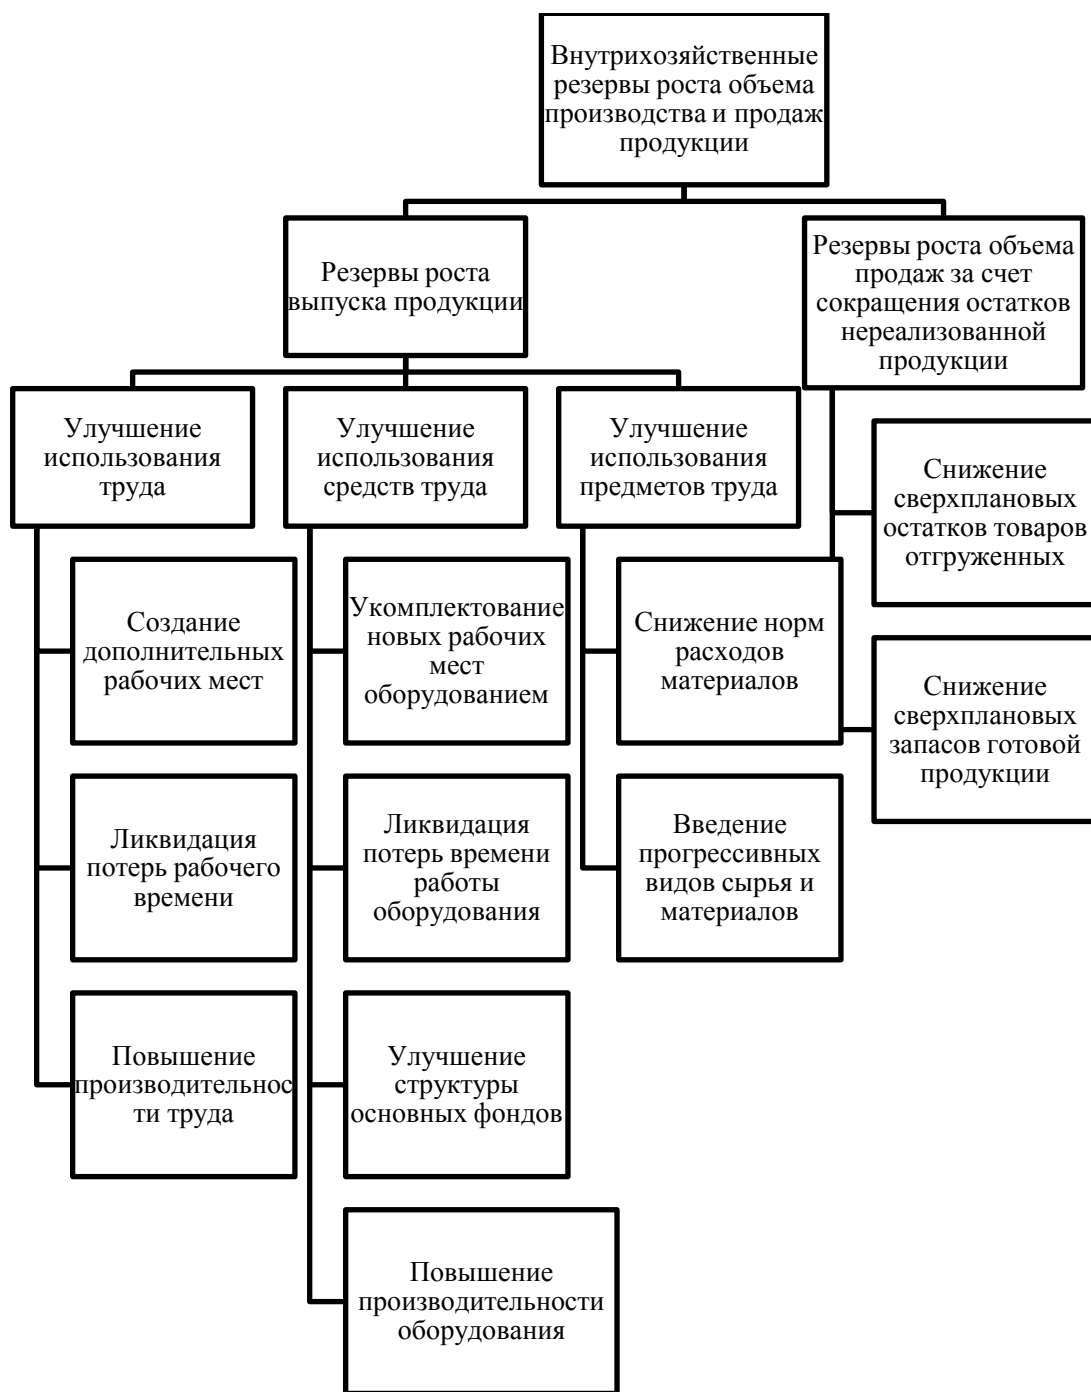 Внутрихозяйственные
резервы роста объема
производства и продаж
продукции
Резервы роста
выпуска продукции
Резервы роста объема
продаж за счет
сокращения остатков
нереализованной
продукции
Улучшение
использования
труда
Улучшение
использования
средств труда
Улучшение
использования
предметов труда
Снижение
сверхплановых
остатков товаров
отгруженных
Создание
дополнительных
рабочих мест
Укомплектование
новых рабочих
мест
оборудованием
Снижение норм
расходов
материалов
Снижение
сверхплановых
запасов готовой
продукции
Ликвидация
потерь рабочего
времени
Ликвидация
потерь времени
работы
оборудования
Введение
прогрессивных
видов сырья и
материалов
Повышение
производительнос
ти труда
Улучшение
структуры
основных фондов
Повышение
производительности
оборудования